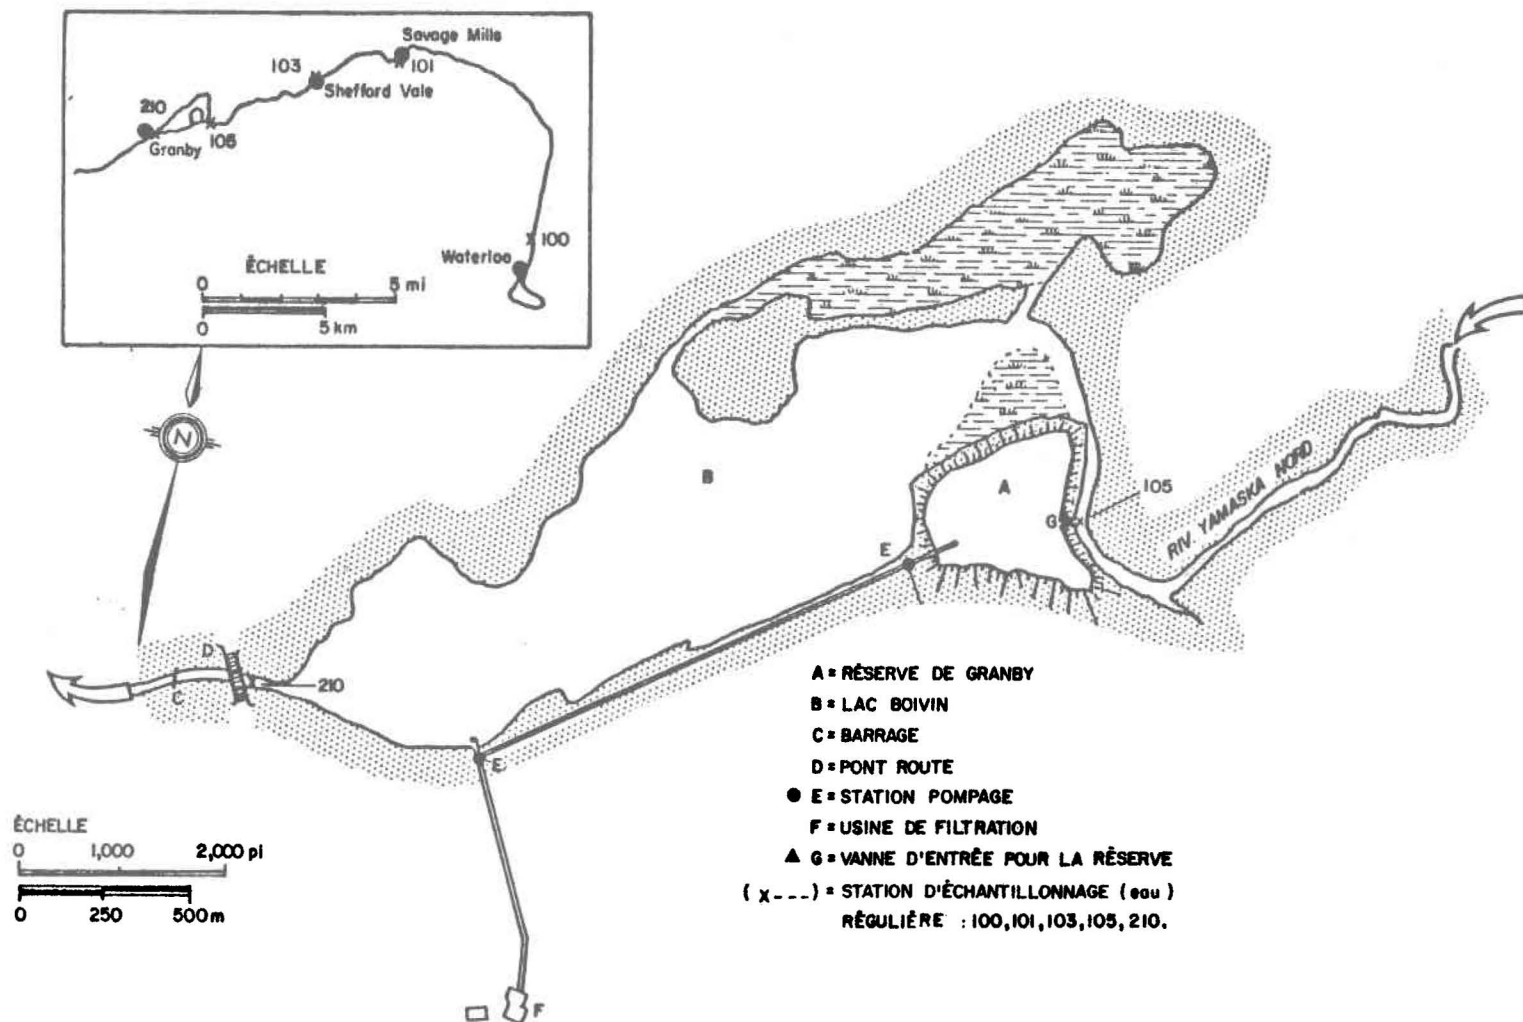 Savage Mills
101
103
Shefford Vale
210
105
Granby
100
Waterloo
ÉCHELLE
0 5 mi
0 5 km
N
B
A
105
G
RIV. YAMASKA NORD
E
D
C
210
E
F
ÉCHELLE
0 1,000 2,000 pi
0 250 500 m
A = RÉSERVE DE GRANBY
B = LAC BOIVIN
C = BARRAGE
D = PONT ROUTE
● E = STATION POMPAGE
F = USINE DE FILTRATION
▲ G = VANNE D'ENTRÉE POUR LA RÉSERVE
( x --- ) = STATION D'ÉCHANTILLONNAGE (eau)
RÉGULIÈRE : 100, 101, 103, 105, 210.